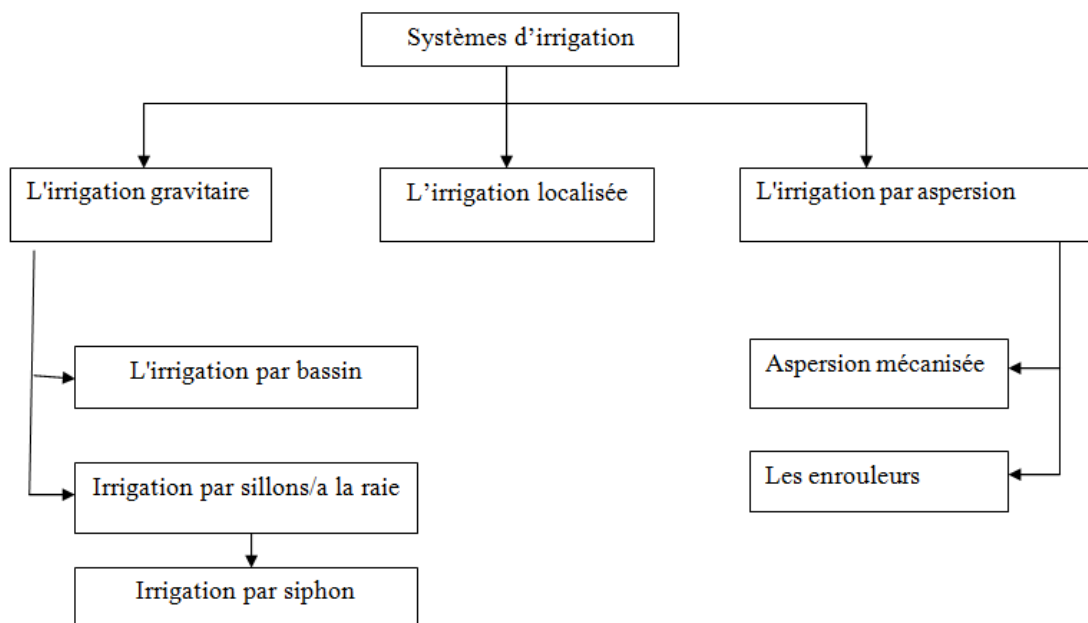 Systèmes d’irrigation
L'irrigation gravitaire
L’irrigation localisée
L'irrigation par aspersion
L'irrigation par bassin
Aspersion mécanisée
Irrigation par sillons/a la raie
Les enrouleurs
Irrigation par siphon